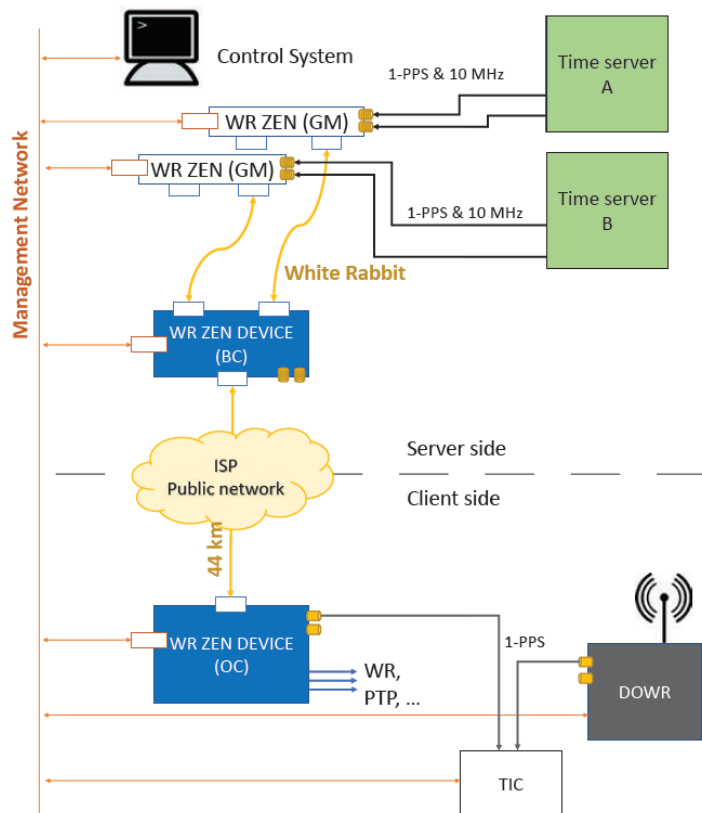 >_
Control System
1-PPS & 10 MHz
Time server
A
WR ZEN (GM)
WR ZEN (GM)
Time server
B
1-PPS & 10 MHz
Management Network
White Rabbit
WR ZEN DEVICE
(BC)
Server side
ISP
Public network
Client side
44 km
WR ZEN DEVICE
(OC)
1-PPS
WR,
PTP, ...
DOWR
TIC